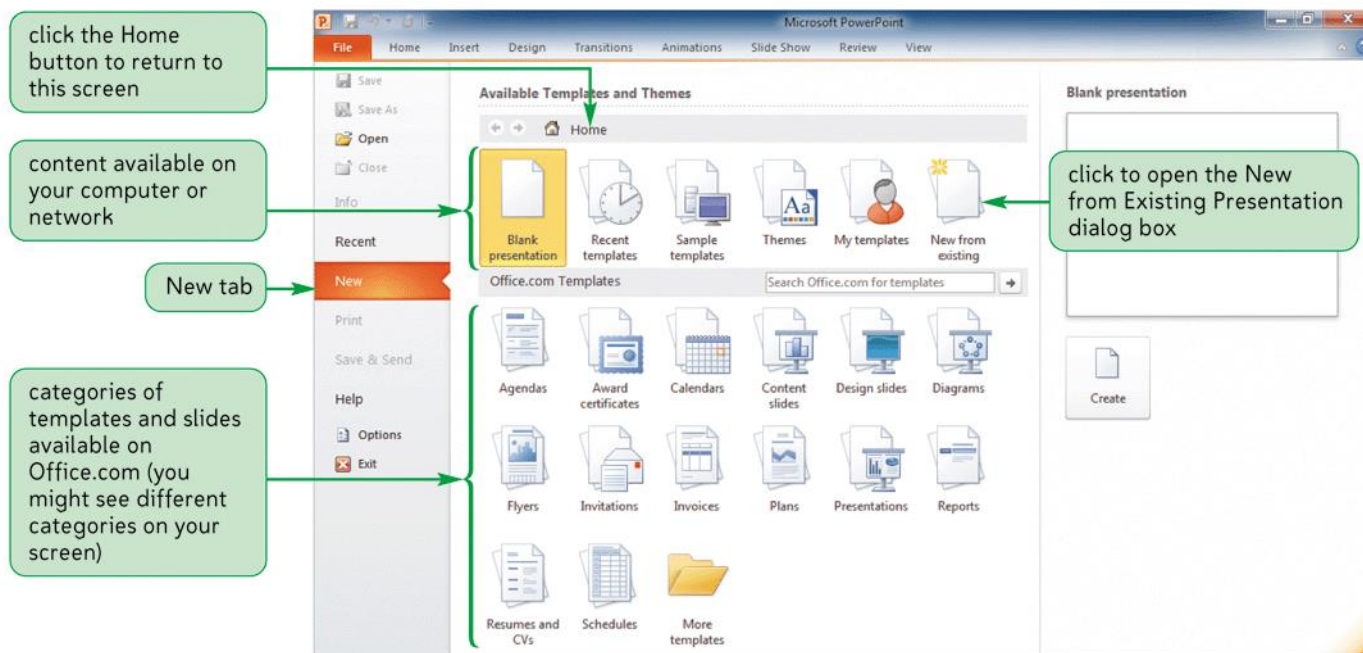 click the Home
button to return to
this screen
content available on
your computer or
network
New tab
categories of
templates and slides
available on
Office.com (you
might see different
categories on your
screen)
Microsoft PowerPoint
File Home Insert Design Transitions Animations Slide Show Review View
Save
Save As
Open
Close
Info
Recent
New
Print
Save & Send
Help
Options
Exit
Available Templates and Themes
Home
Blank
presentation
Recent
templates
Sample
templates
Themes
My templates
New from
existing
Office.com Templates
Search Office.com for templates
Agendas
Award
certificates
Calendars
Content
slides
Design slides
Diagrams
Flyers
Invitations
Invoices
Plans
Presentations
Reports
Resumes and
CVs
Schedules
More
templates
Blank presentation
click to open the New
from Existing Presentation
dialog box
Create